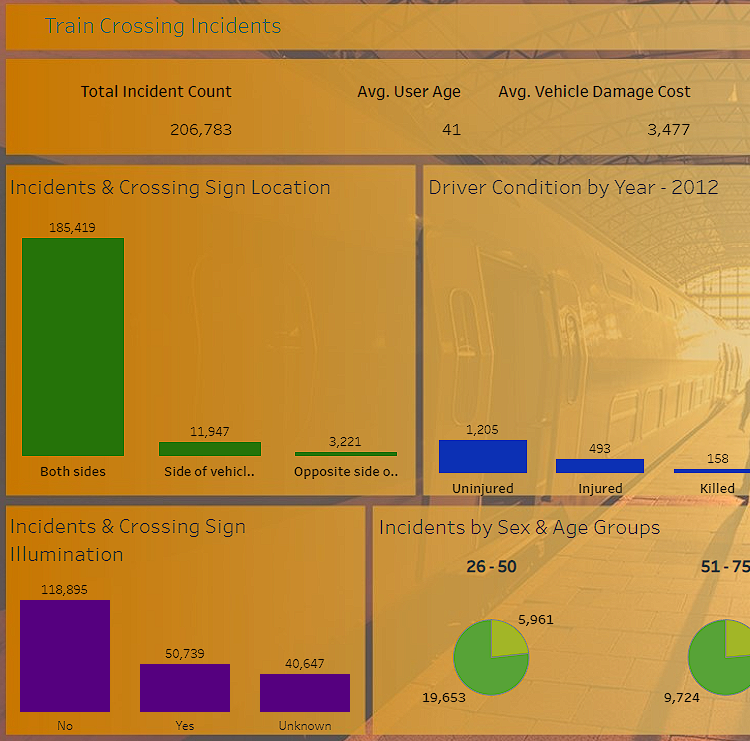 Train Crossing Incidents
Total Incident Count
Avg. User Age
Avg. Vehicle Damage Cost
206,783
41
3,477
Incidents & Crossing Sign Location
185,419
11,947
3,221
Both sides
Side of vehicl..
Opposite side o..
Driver Condition by Year - 2012
1,205
493
158
Uninjured
Injured
Killed
Incidents & Crossing Sign
Illumination
118,895
50,739
40,647
No
Yes
Unknown
Incidents by Sex & Age Groups
26 - 50
51 - 75
5,961
19,653
9,724